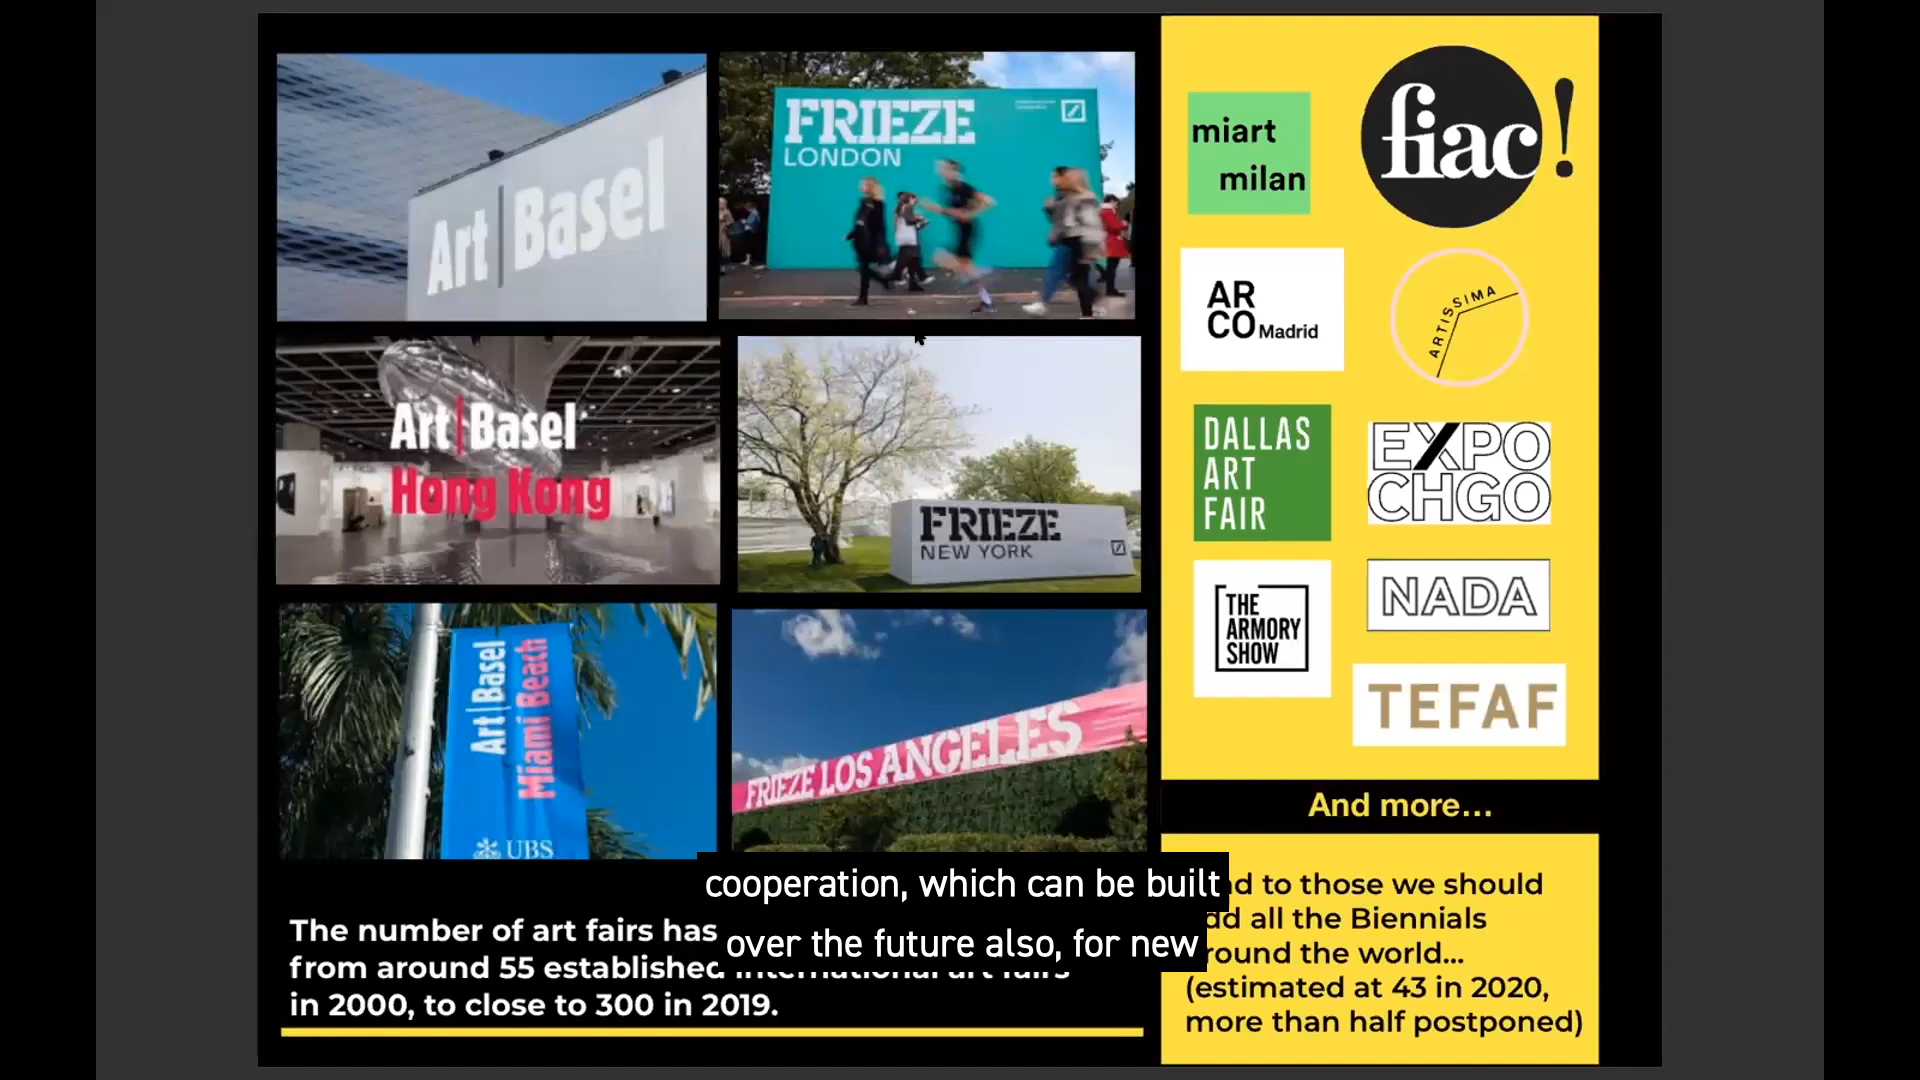 Art Basel
FRIEZE
LONDON
Art Basel
Hong Kong
FRIEZE
NEW YORK
Art Basel
Miami Beach
UBS
FRIEZE LOS ANGELES
miart
milan
fiac!
AR
CO Madrid
ARTISSIMA
DALLAS
ART
FAIR
EXPO
CHGO
THE
ARMORY
SHOW
NADA
TEFAF
And more...
The number of art fairs has
from around 55 established international art fairs
in 2000, to close to 300 in 2019.
to those we should
all the Biennials
the world...
(estimated at 43 in 2020,
more than half postponed)
cooperation, which can be built
over the future also, for new